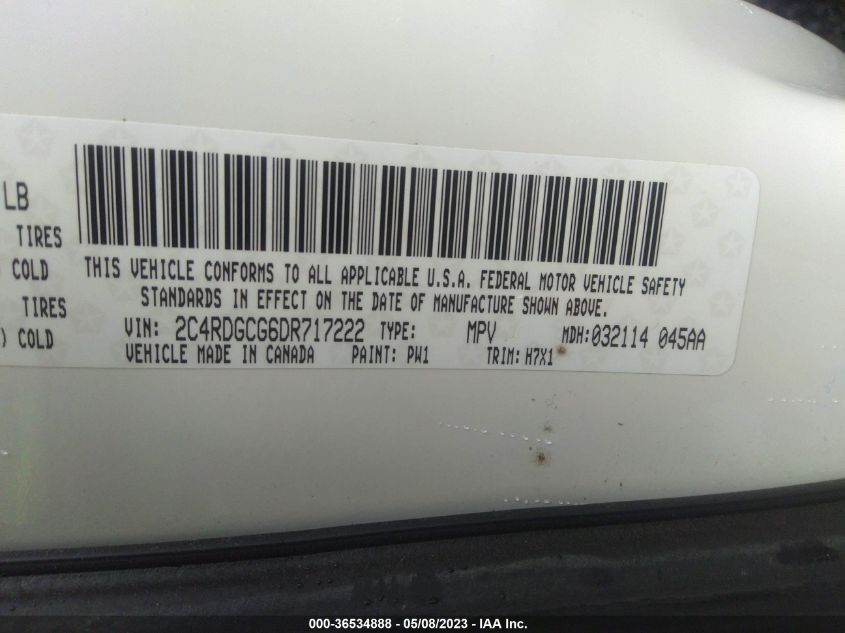 LB
TIRES
COLD
TIRES
) COLD
THIS VEHICLE CONFORMS TO ALL APPLICABLE U.S.A. FEDERAL MOTOR VEHICLE SAFETY
STANDARDS IN EFFECT ON THE DATE OF MANUFACTURE SHOWN ABOVE.
VIN: 2C4RDGCG6DR717222 TYPE: MPV MDH:032114 045AA
VEHICLE MADE IN CANADA PAINT: PW1 TRIM: H7X1
000-36534888 - 05/08/2023 - IAA Inc.